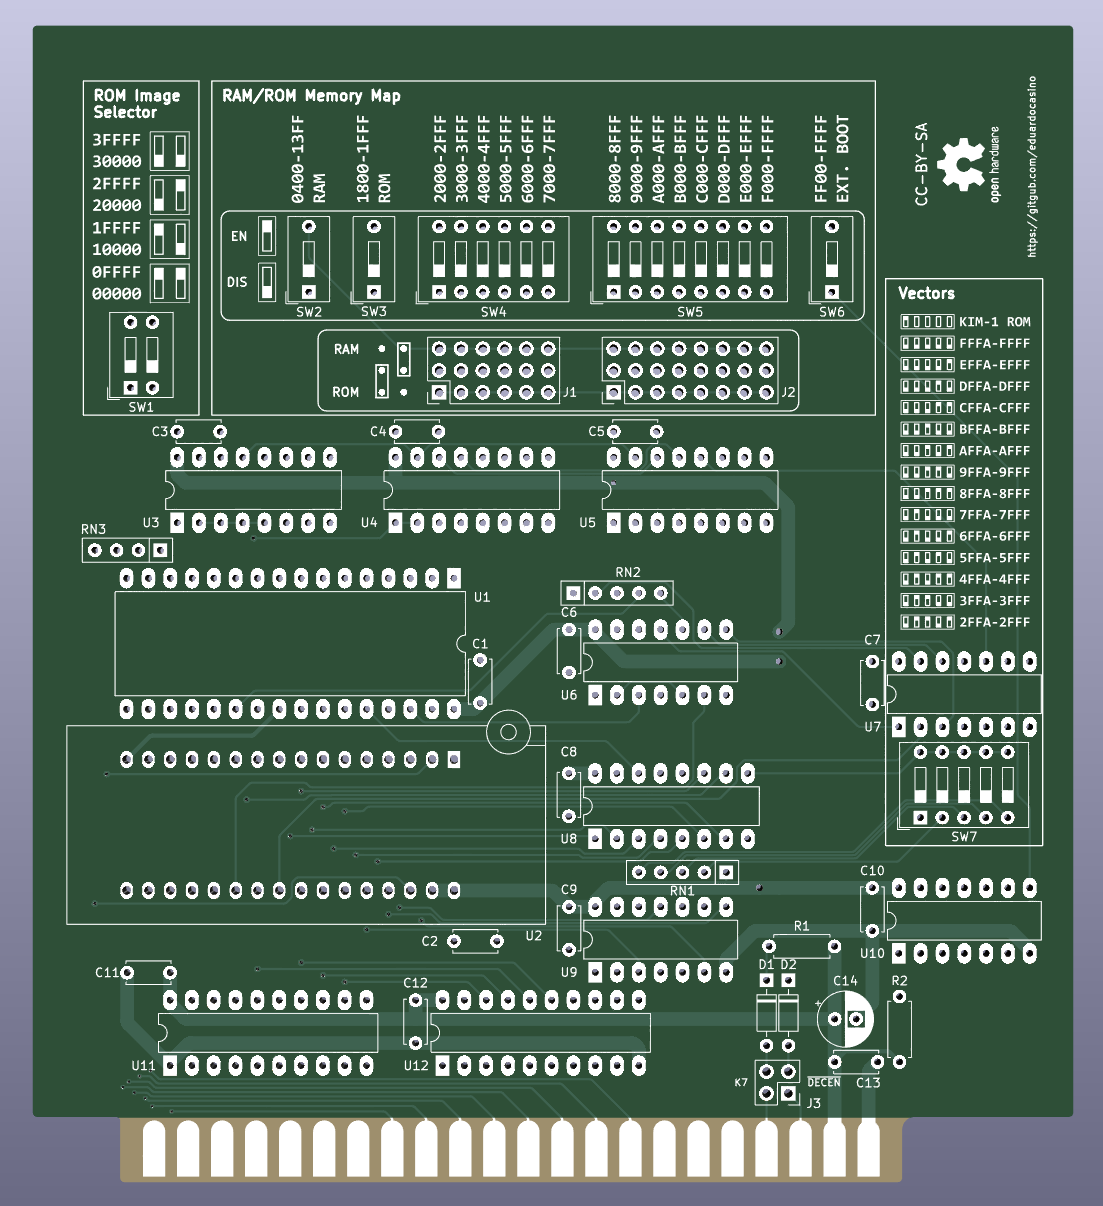 ROM Image
Selector
3FFFF
30000
2FFFF
20000
1FFFF
10000
0FFFF
00000
SW1
RAM/ROM Memory Map
0400-13FF
RAM
1800-1FFF
ROM
2000-2FFF
3000-3FFF
4000-4FFF
5000-5FFF
6000-6FFF
7000-7FFF
8000-8FFF
9000-9FFF
A000-AFFF
B000-BFFF
C000-CFFF
D000-DFFF
E000-EFFF
F000-FFFF
FF00-FFFF
EXT. BOOT
EN
DIS
SW2
SW3
SW4
SW5
SW6
RAM
ROM
J1
J2
CC-BY-SA
open hardware
https://gitgub.com/eduardocasino
Vectors
KIM-1 ROM
FFFA-FFFF
EFFA-EFFF
DFFA-DFFF
CFFA-CFFF
BFFA-BFFF
AFFA-AFFF
9FFA-9FFF
8FFA-8FFF
7FFA-7FFF
6FFA-6FFF
5FFA-5FFF
4FFA-4FFF
3FFA-3FFF
2FFA-2FFF
C3
C4
C5
U3
U4
U5
RN3
RN2
U1
C6
C1
U6
C7
U7
C8
U8
SW7
RN1
C10
C9
U2
C2
U9
R1
U10
C11
C12
D1 D2
C14
R2
+
U11
U12
K7
DECEN
C13
J3